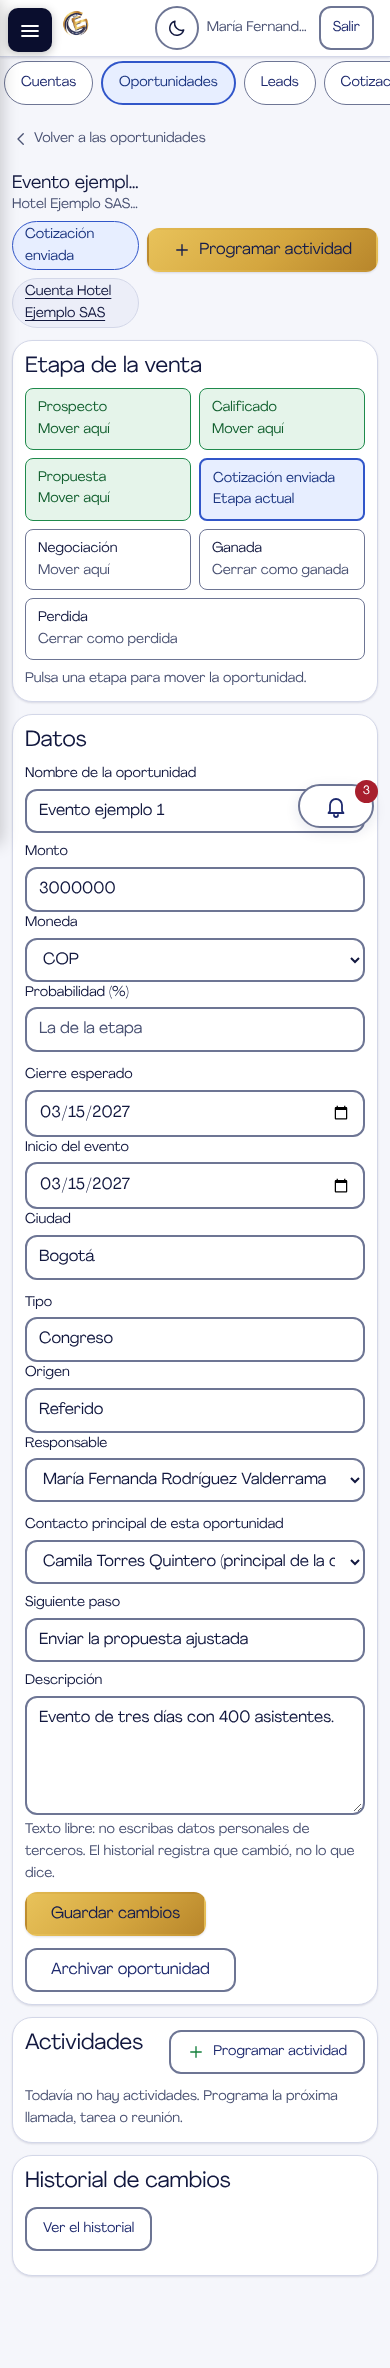 María Fernand...
Salir
Cuentas
Oportunidades
Leads
Cotizac
Volver a las oportunidades
Evento ejempl...
Hotel Ejemplo SAS...
Cotización
enviada
Programar actividad
Cuenta Hotel
Ejemplo SAS
Etapa de la venta
Prospecto
Mover aquí
Calificado
Mover aquí
Propuesta
Mover aquí
Cotización enviada
Etapa actual
Negociación
Mover aquí
Ganada
Cerrar como ganada
Perdida
Cerrar como perdida
Pulsa una etapa para mover la oportunidad.
Datos
Nombre de la oportunidad
Evento ejemplo 1
3
Monto
3000000
Moneda
COP
Probabilidad (%)
La de la etapa
Cierre esperado
03/15/2027
Inicio del evento
03/15/2027
Ciudad
Bogotá
Tipo
Congreso
Origen
Referido
Responsable
María Fernanda Rodríguez Valderrama
Contacto principal de esta oportunidad
Camila Torres Quintero (principal de la c
Siguiente paso
Enviar la propuesta ajustada
Descripción
Evento de tres días con 400 asistentes.
Texto libre: no escribas datos personales de
terceros. El historial registra que cambió, no lo que
dice.
Guardar cambios
Archivar oportunidad
Actividades
Programar actividad
Todavía no hay actividades. Programa la próxima
llamada, tarea o reunión.
Historial de cambios
Ver el historial